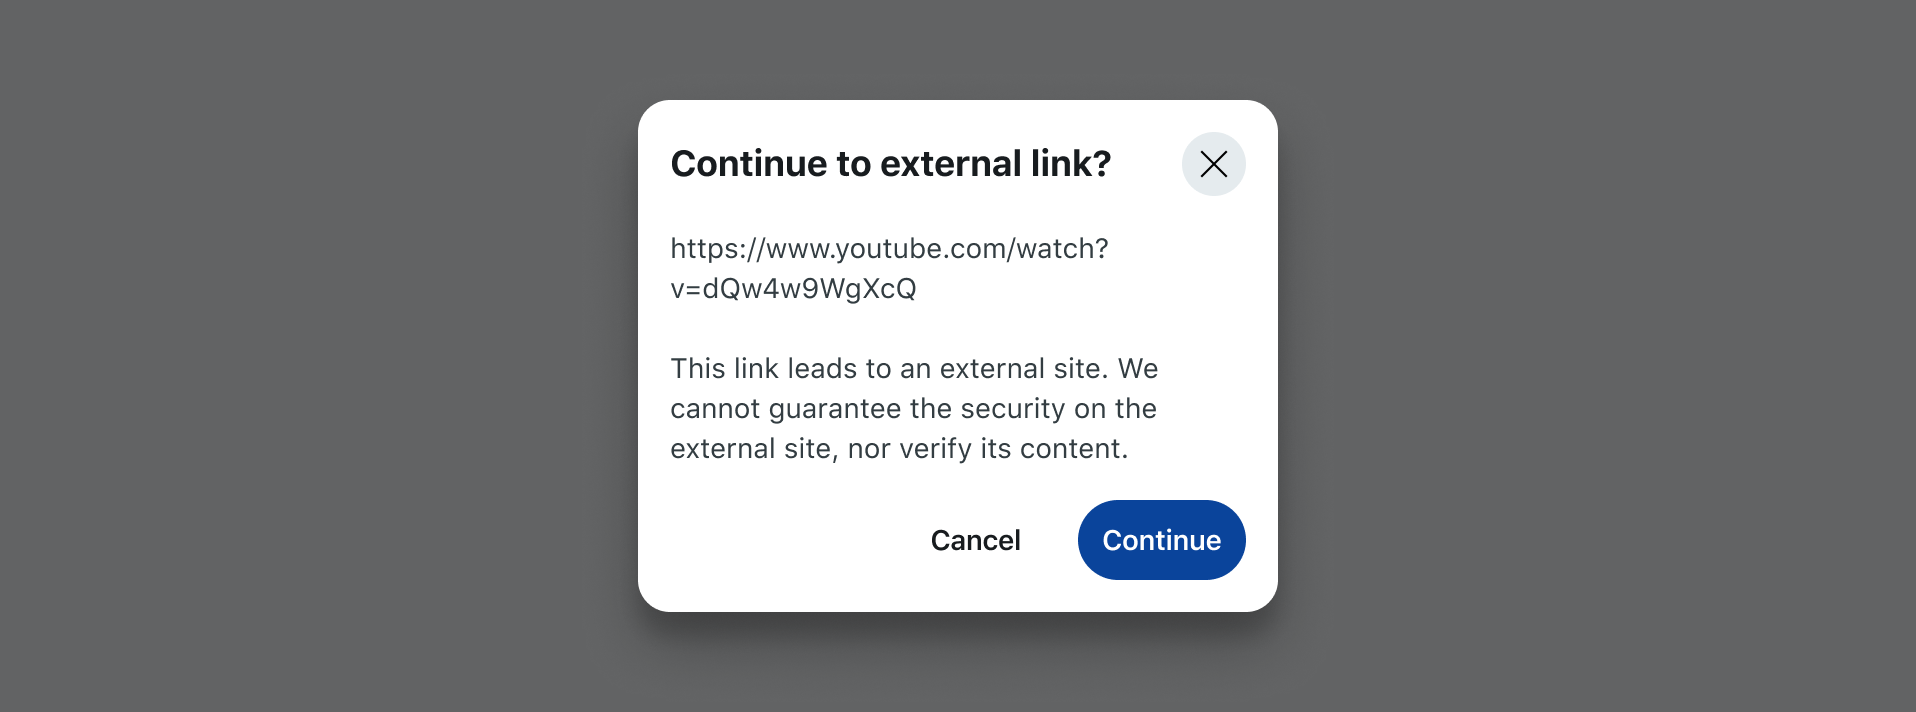 Continue to external link?
https://www.youtube.com/watch?
v=dQw4w9WgXcQ
This link leads to an external site. We
cannot guarantee the security on the
external site, nor verify its content.
Cancel
Continue